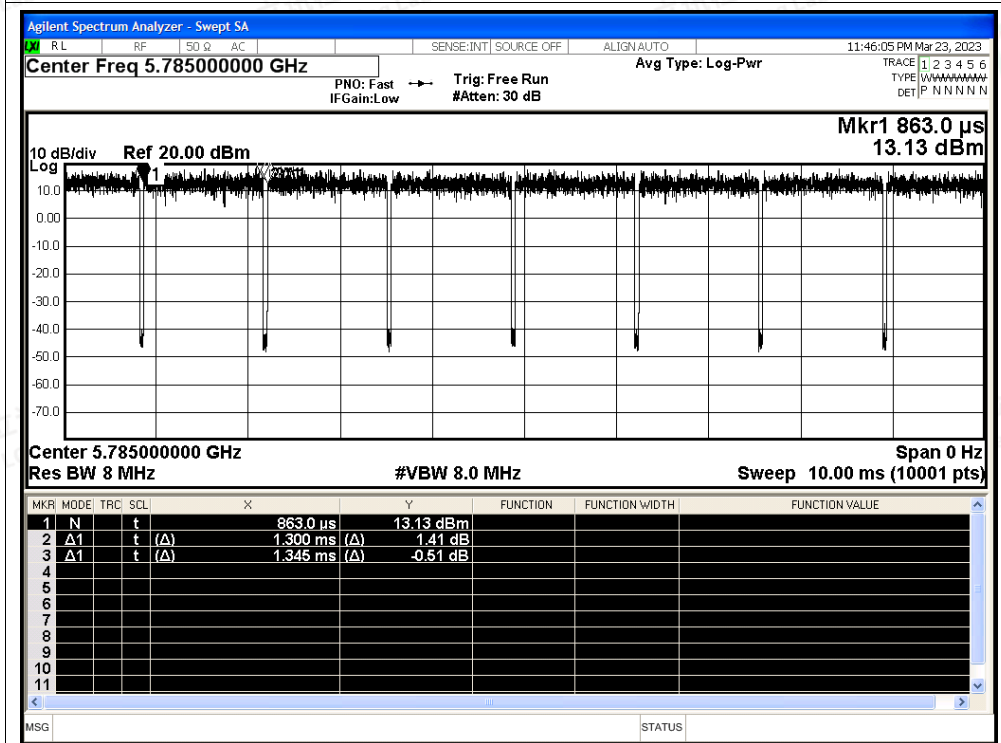 Agilent Spectrum Analyzer - Swept SA
LXI RL RF 50 Ω AC SENSE:INT SOURCE OFF ALIGN AUTO 11:46:05 PM Mar 23, 2023
Center Freq 5.785000000 GHz
PNO: Fast
IFGain:Low
Trig: Free Run
#Atten: 30 dB
Avg Type: Log-Pwr
TRACE 1 2 3 4 5 6
TYPE
DET P N N N N N
Mkr1 863.0 µs
13.13 dBm
10 dB/div Ref 20.00 dBm
Log
1
10.0
0.00
-10.0
-20.0
-30.0
-40.0
-50.0
-60.0
-70.0
Center 5.785000000 GHz Span 0 Hz
Res BW 8 MHz #VBW 8.0 MHz Sweep 10.00 ms (10001 pts)
MKR MODE TRC SCL X Y FUNCTION FUNCTION WIDTH FUNCTION VALUE
1 N t 863.0 µs 13.13 dBm
2 Δ1 t (Δ) 1.300 ms (Δ) 1.41 dB
3 Δ1 t (Δ) 1.345 ms (Δ) -0.51 dB
4
5
6
7
8
9
10
11
MSG STATUS